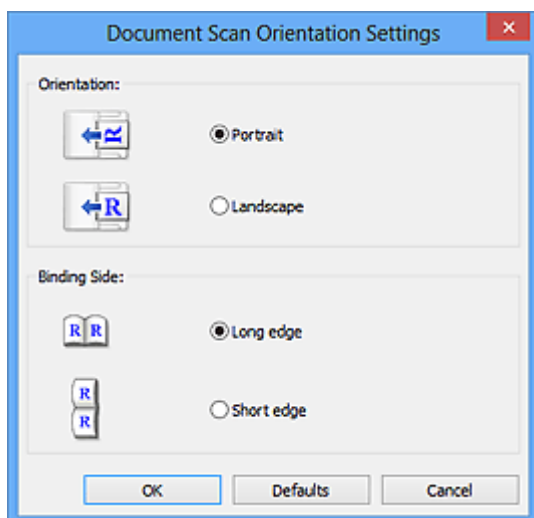 Document Scan Orientation Settings
Orientation:
R
Portrait
R
Landscape
Binding Side:
R R
Long edge
R
R
Short edge
OK Defaults Cancel